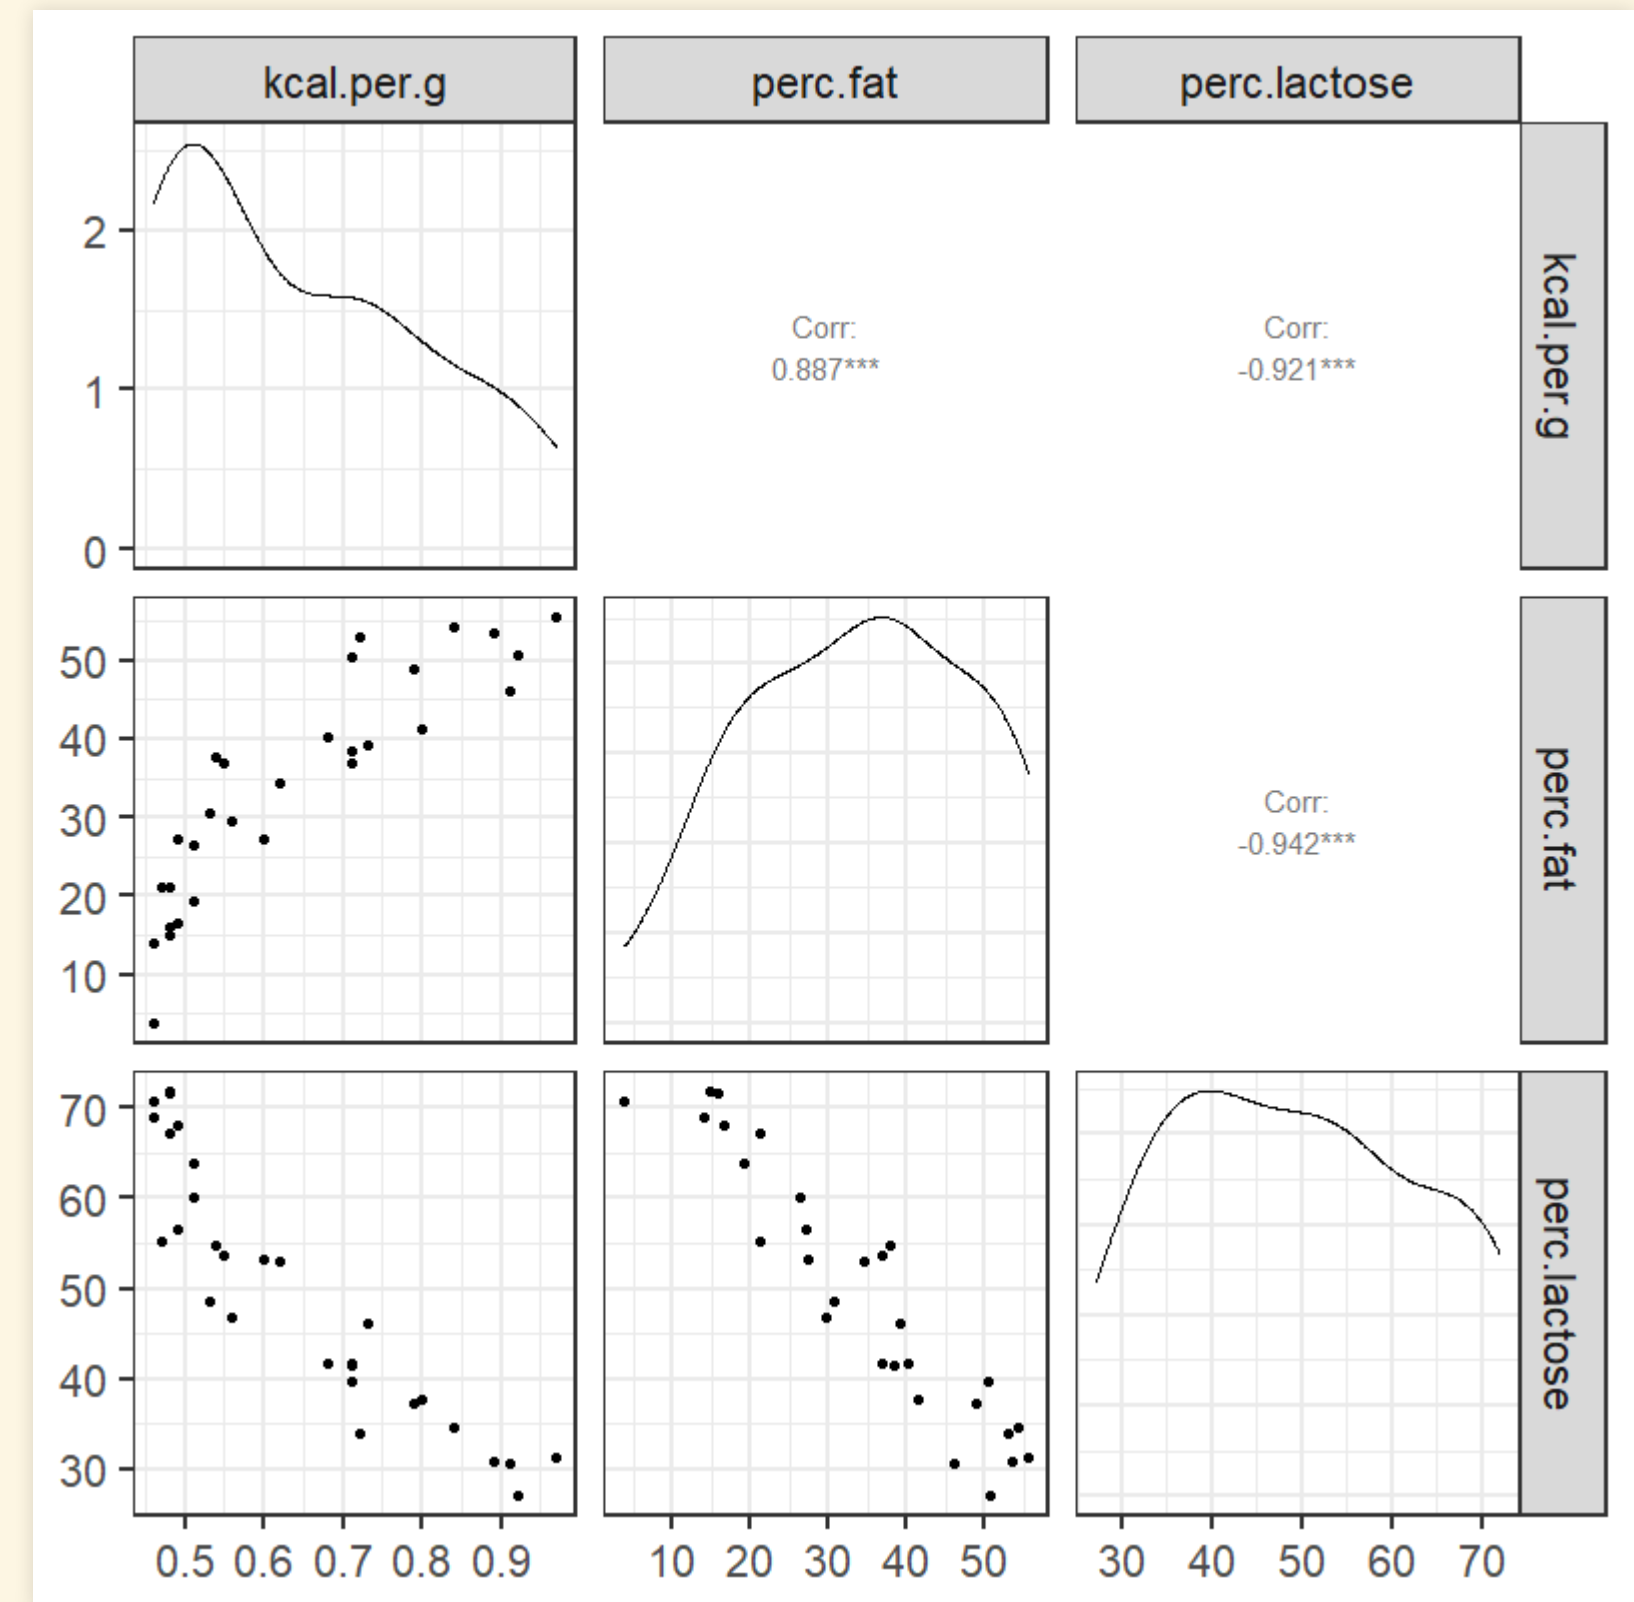 kcal.per.g
perc.fat
perc.lactose
2
1
0
Corr:
0.887***
Corr:
-0.921***
kcal.per.g
50
40
30
20
10
Corr:
-0.942***
perc.fat
70
60
50
40
30
perc.lactose
0.5 0.6 0.7 0.8 0.9
10 20 30 40 50
30 40 50 60 70